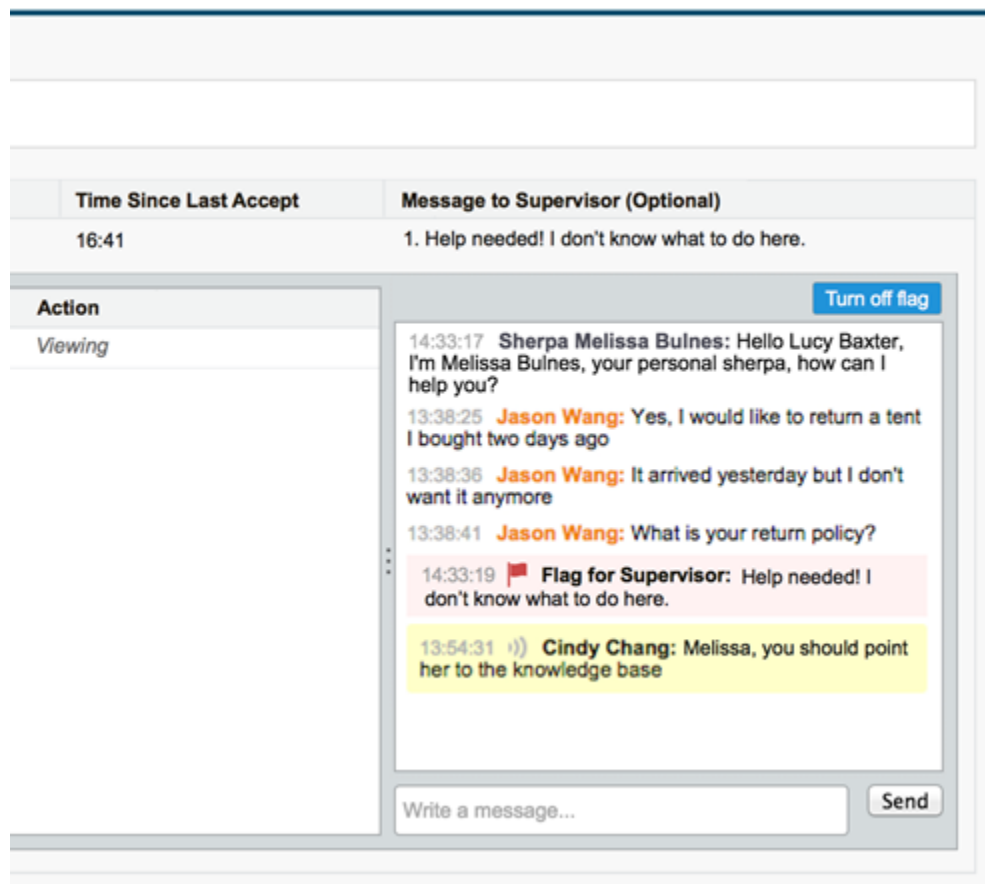 Time Since Last Accept
Message to Supervisor (Optional)
16:41
1. Help needed! I don't know what to do here.
Turn off flag
Action
Viewing
14:33:17 Sherpa Melissa Bulnes: Hello Lucy Baxter,
I'm Melissa Bulnes, your personal sherpa, how can I
help you?
13:38:25 Jason Wang: Yes, I would like to return a tent
I bought two days ago
13:38:36 Jason Wang: It arrived yesterday but I don't
want it anymore
13:38:41 Jason Wang: What is your return policy?
14:33:19 Flag for Supervisor: Help needed! I
don't know what to do here.
13:54:31 Cindy Chang: Melissa, you should point
her to the knowledge base
Write a message...
Send